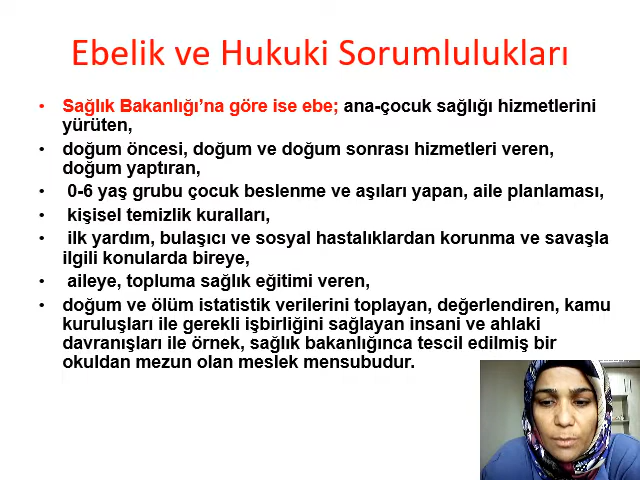 Ebelik ve Hukuki Sorumlulukları
• Sağlık Bakanlığı’na göre ise ebe; ana-çocuk sağlığı hizmetlerini
yürüten,
• doğum öncesi, doğum ve doğum sonrası hizmetleri veren,
doğum yaptıran,
• 0-6 yaş grubu çocuk beslenme ve aşıları yapan, aile planlaması,
• kişisel temizlik kuralları,
• ilk yardım, bulaşıcı ve sosyal hastalıklardan korunma ve savaşla
ilgili konularda bireye,
• aileye, topluma sağlık eğitimi veren,
• doğum ve ölüm istatistik verilerini toplayan, değerlendiren, kamu
kuruluşları ile gerekli işbirliğini sağlayan insani ve ahlaki
davranışları ile örnek, sağlık bakanlığınca tescil edilmiş bir
okuldan mezun olan meslek mensubudur.